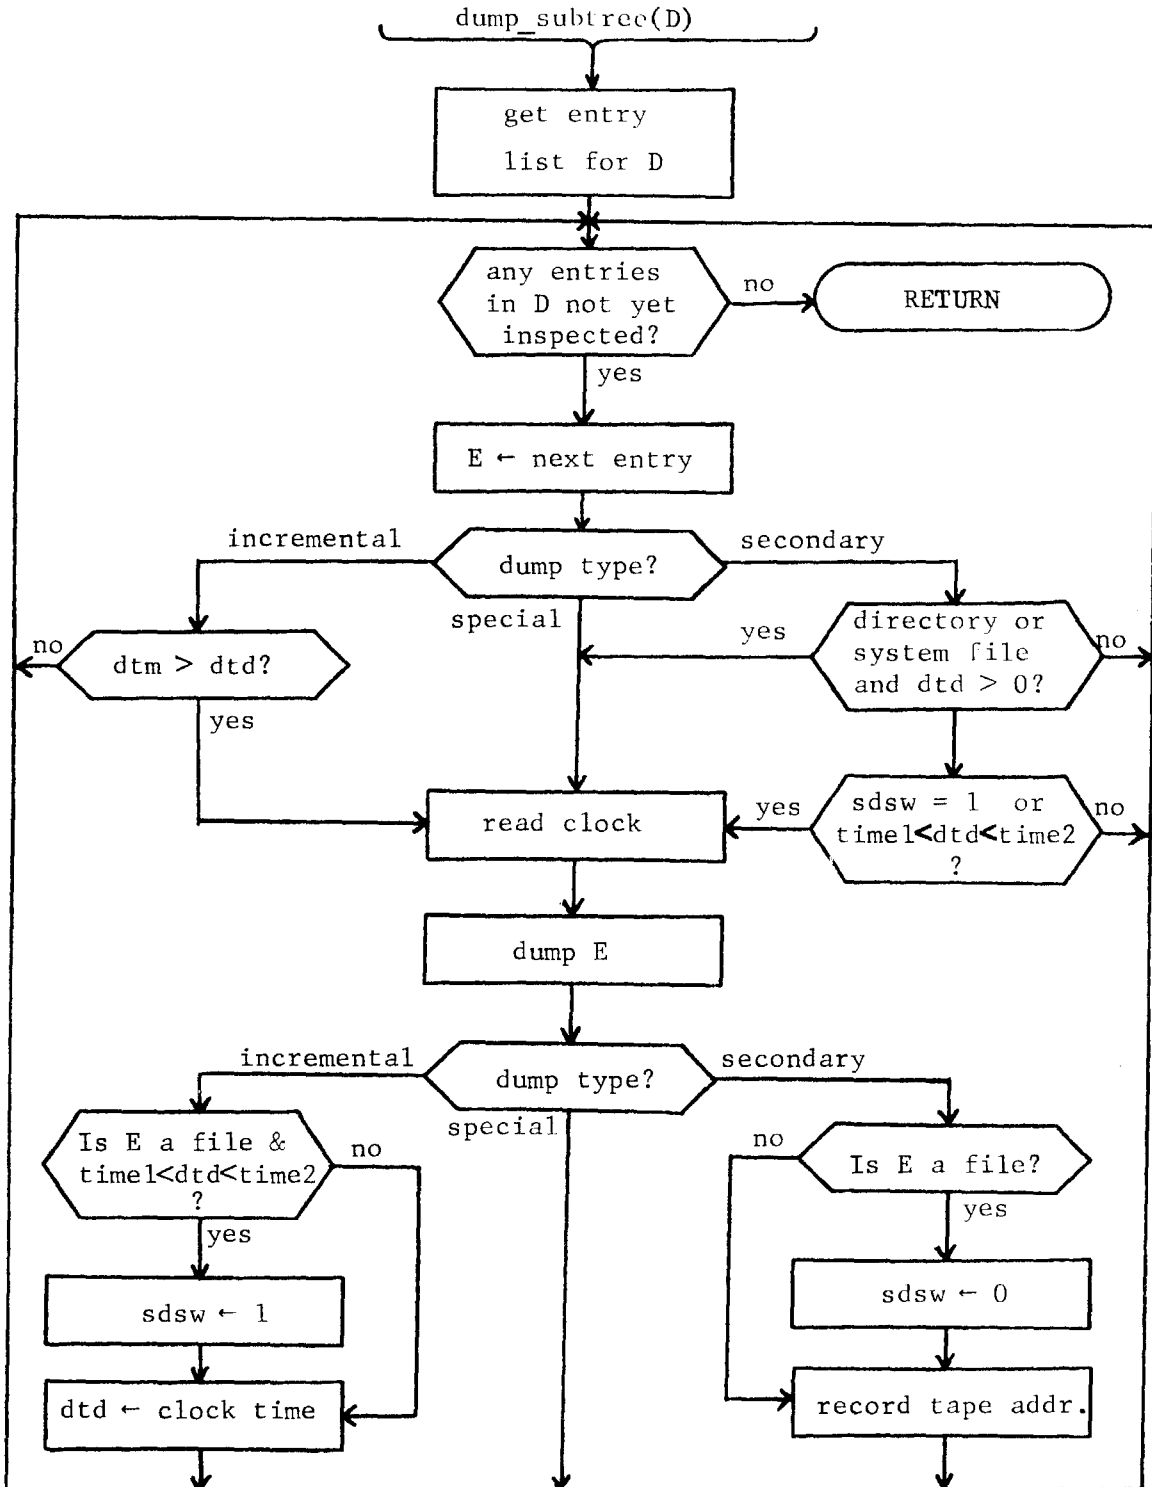 dump_subtree(D)
get entry
list for D
any entries
in D not yet
inspected?
no
RETURN
yes
E ← next entry
incremental
dump type?
secondary
special
no
dtm > dtd?
yes
yes
directory or
system file
and dtd > 0?
no
read clock
yes
sdsw = 1 or
time1<dtd<time2
?
no
dump E
incremental
dump type?
secondary
special
Is E a file &
time1<dtd<time2
?
no
yes
no
Is E a file?
yes
sdsw ← 1
sdsw ← 0
dtd ← clock time
record tape addr.